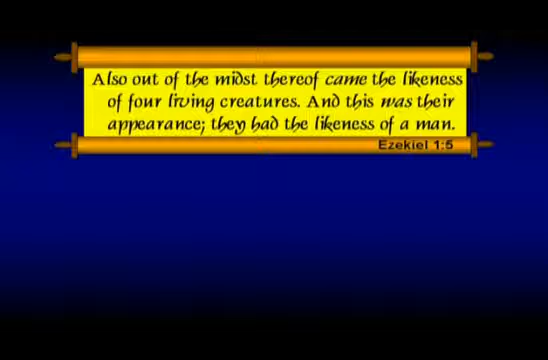 Also out of the midst thereof came the likeness
of four living creatures. And this was their
appearance; they had the likeness of a man.
Ezekiel 1:5